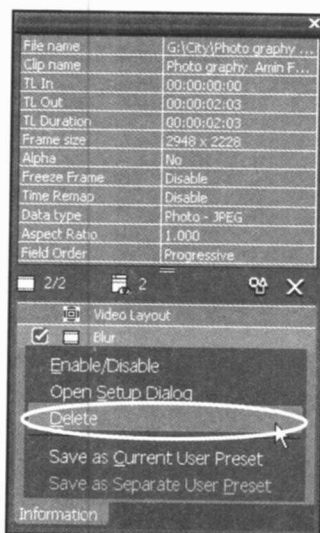 File name G:\City\Photo graphy ...
Clip name Photo graphy Amin F...
TL In 00:00:00:00
TL Out 00:00:02:03
TL Duration 00:00:02:03
Frame size 2948 x 2228
Alpha No
Freeze Frame Disable
Time Remap Disable
Data type Photo - JPEG
Aspect Ratio 1.000
Field Order Progressive
2/2 2
Video Layout
Blur
Enable/Disable
Open Setup Dialog
Delete
Save as Current User Preset
Save as Separate User Preset
Information